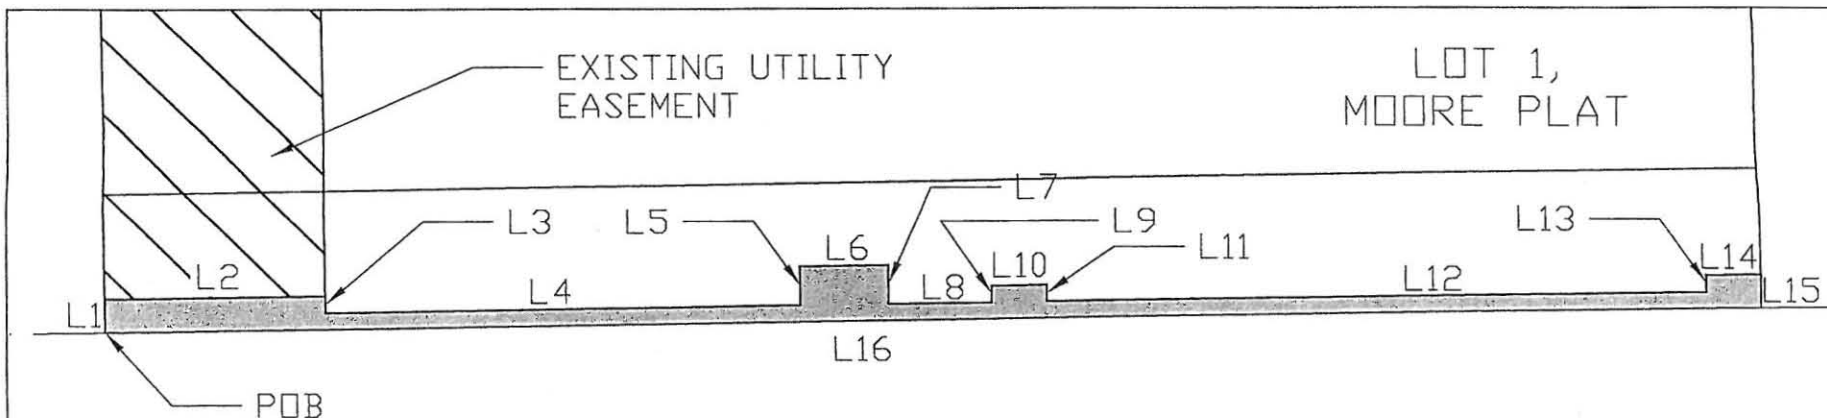 EXISTING UTILITY
EASEMENT
LOT 1,
MOORE PLAT
L1
L2
L3
L4
L5
L6
L7
L8
L9
L10
L11
L12
L13
L14
L15
L16
POB